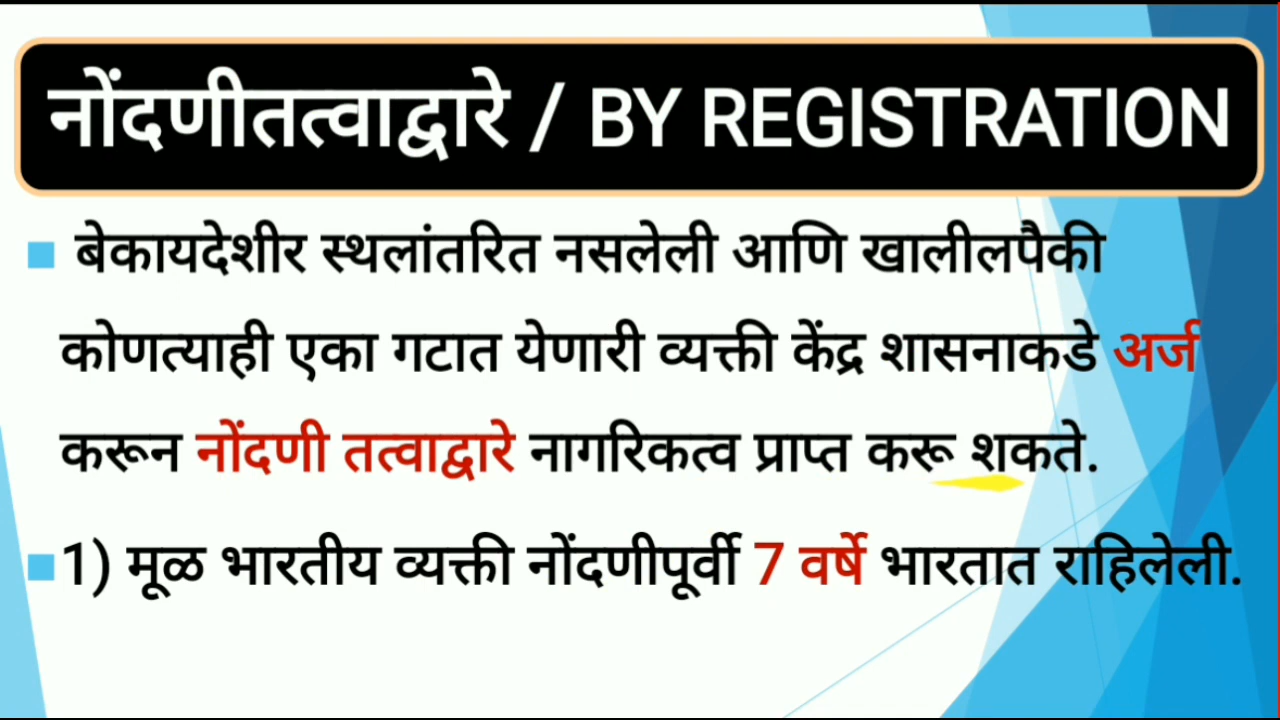 नोंदणीतत्वाद्वारे / BY REGISTRATION
बेकायदेशीर स्थलांतरित नसलेली आणि खालीलपैकी
कोणत्याही एका गटात येणारी व्यक्ती केंद्र शासनाकडे अर्ज
करून नोंदणी तत्वाद्वारे नागरिकत्व प्राप्त करू शकते.
1) मूळ भारतीय व्यक्ती नोंदणीपूर्वी 7 वर्षे भारतात राहिलेली.